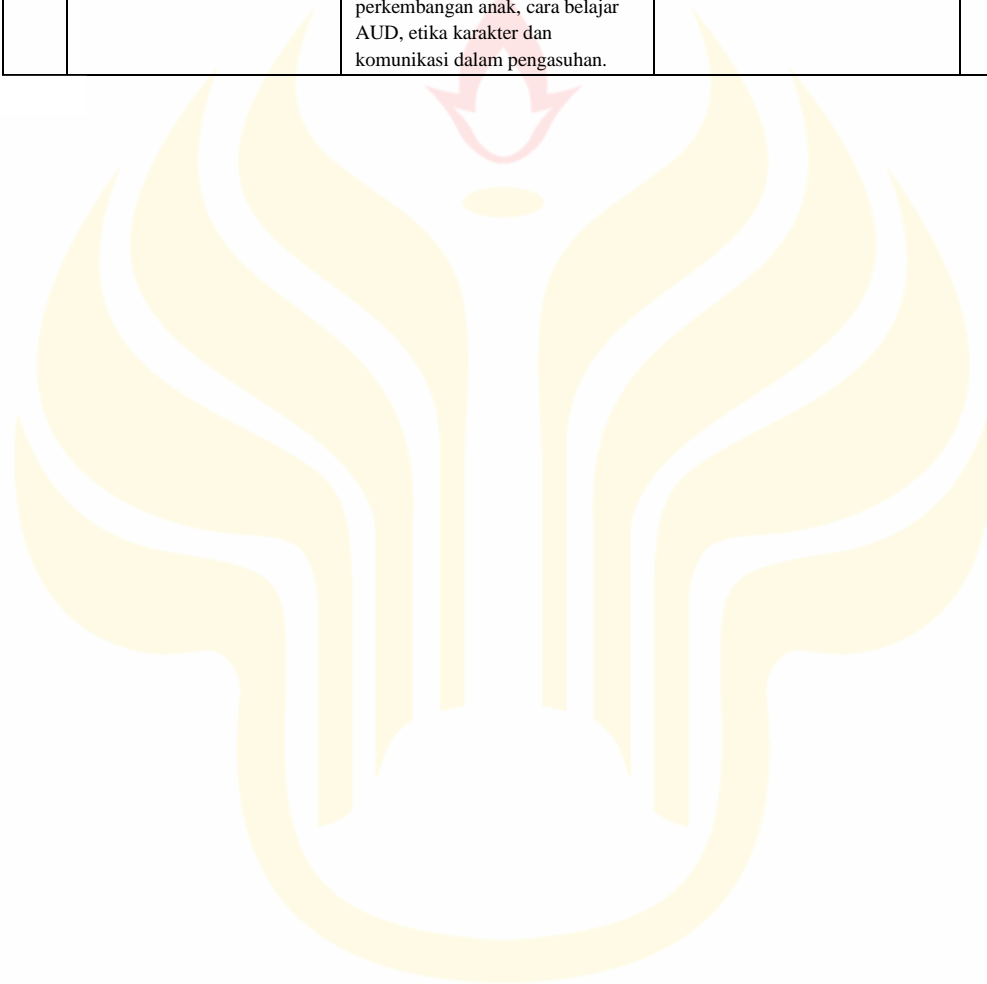 perkembangan anak, cara belajar
AUD, etika karakter dan
komunikasi dalam pengasuhan.